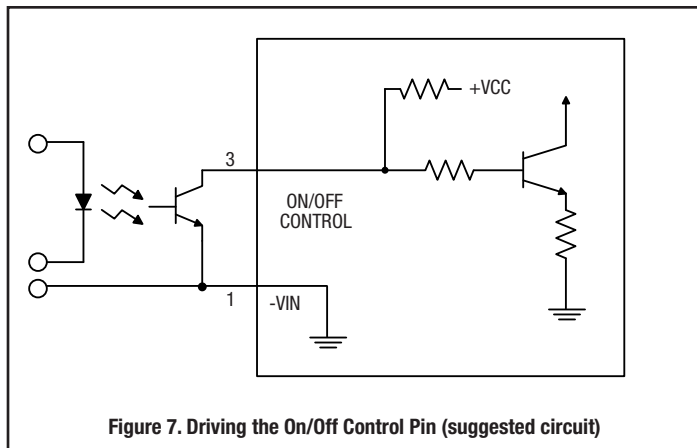 +VCC
3
ON/OFF
CONTROL
1
-VIN
Figure 7. Driving the On/Off Control Pin (suggested circuit)